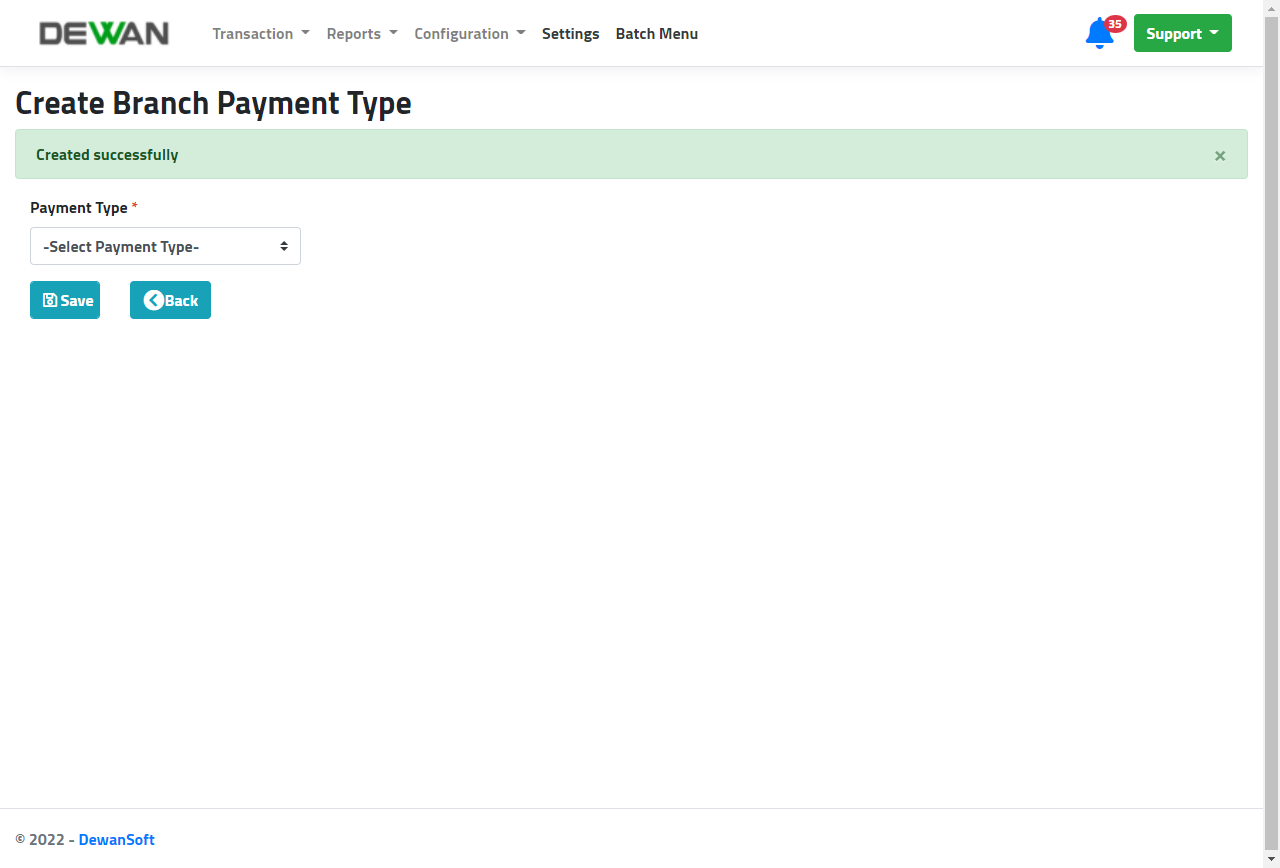 DEWAN Transaction Reports Configuration Settings Batch Menu 35 Support
Create Branch Payment Type
Created successfully ×
Payment Type *
-Select Payment Type-
Save Back
© 2022 - DewanSoft